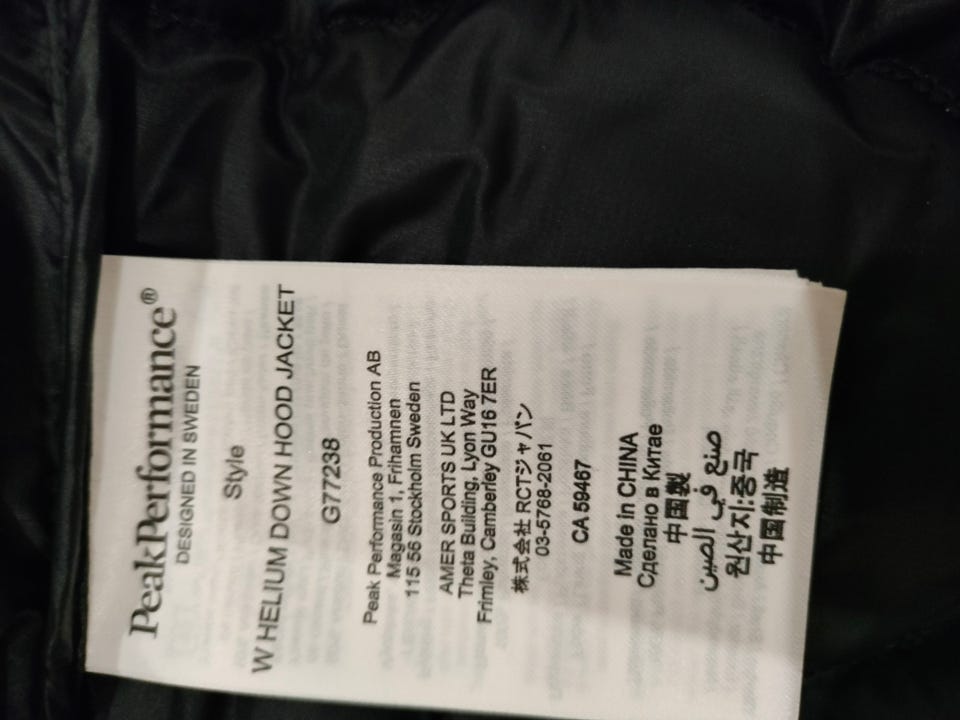 PeakPerformance®
DESIGNED IN SWEDEN
Style
W HELIUM DOWN HOOD JACKET
G77238
Peak Performance Production AB
Magasin 1, Frihamnen
115 56 Stockholm Sweden
AMER SPORTS UK LTD
Theta Building, Lyon Way
Frimley, Camberley GU16 7ER
株式会社 RCTジャパン
03-5768-2061
CA 59467
Made in CHINA
Сделано в Китае
中国製
صنع في الصين
원산지:중국
中国制造